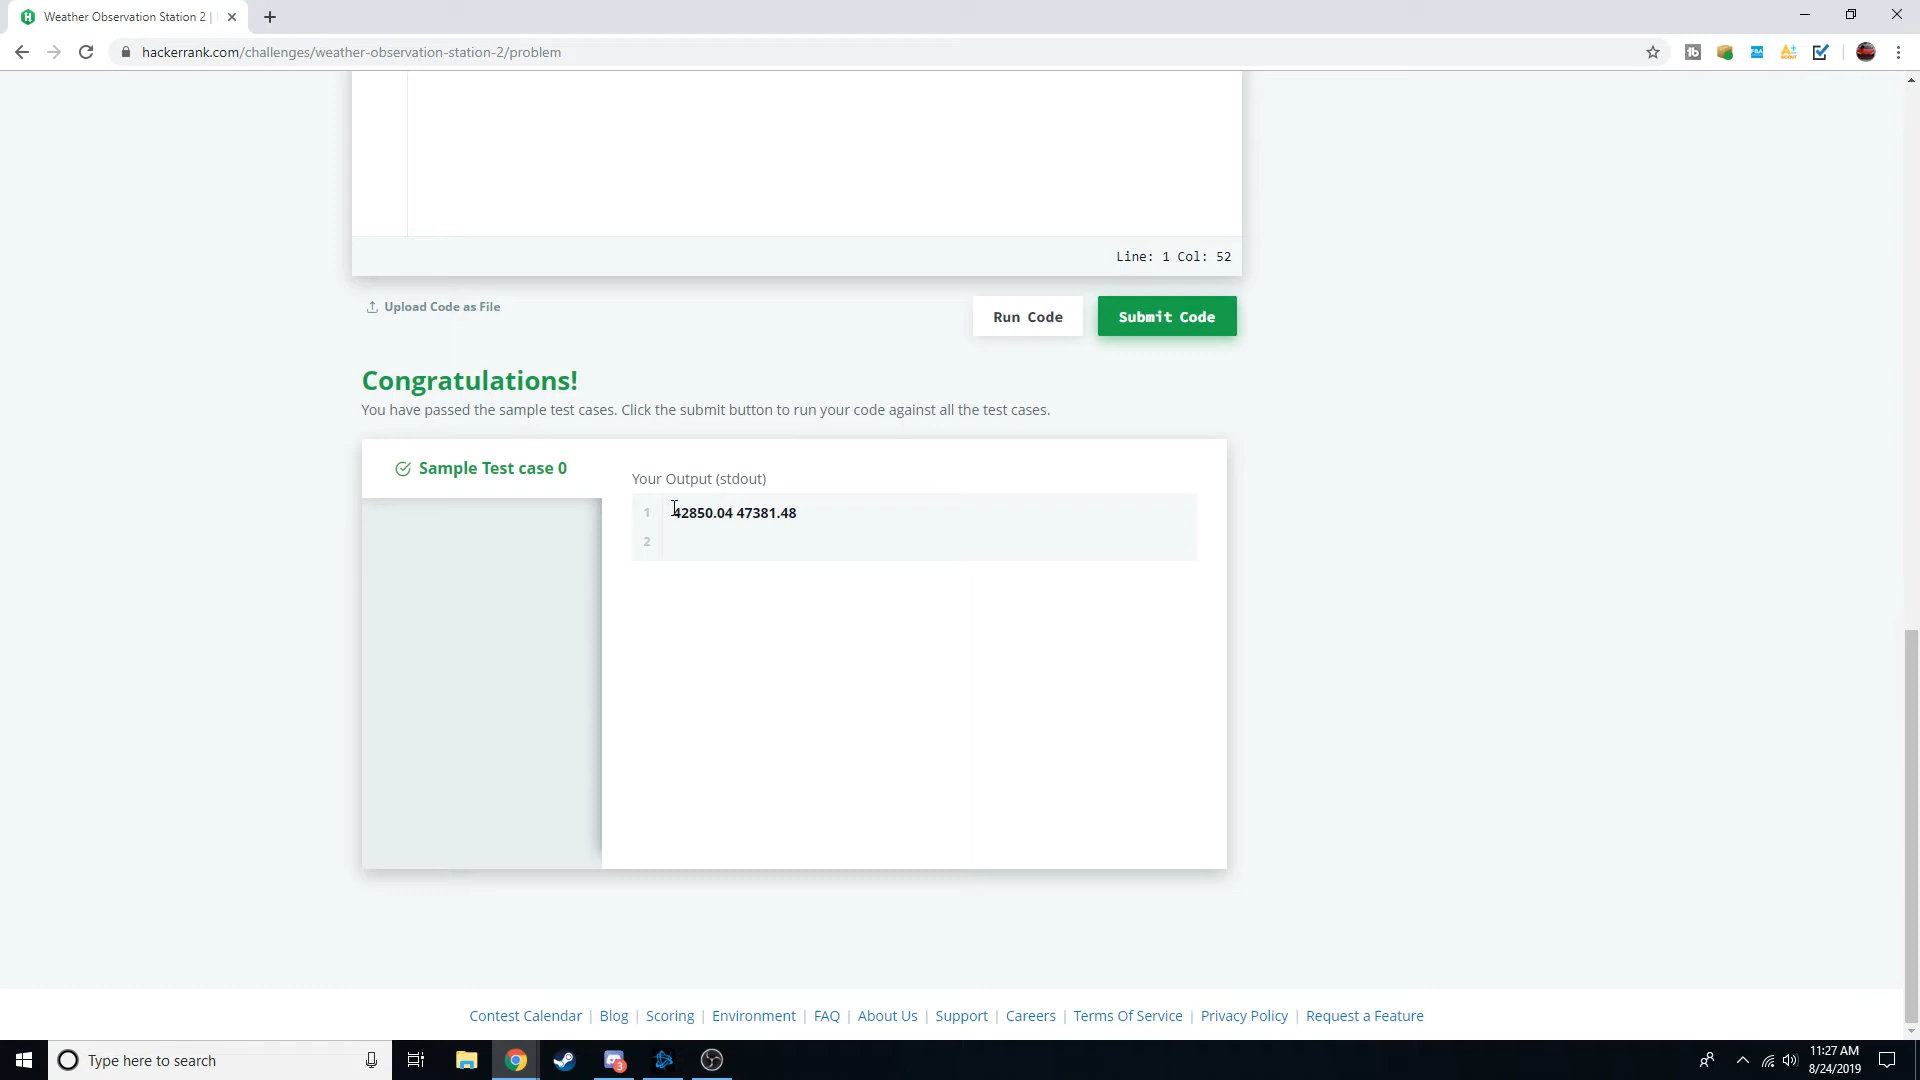 Weather Observation Station 2 |
hackerrank.com/challenges/weather-observation-station-2/problem
Line: 1 Col: 52
Upload Code as File
Run Code
Submit Code
Congratulations!
You have passed the sample test cases. Click the submit button to run your code against all the test cases.
Sample Test case 0
Your Output (stdout)
1 42850.04 47381.48
2
Contest Calendar | Blog | Scoring | Environment | FAQ | About Us | Support | Careers | Terms Of Service | Privacy Policy | Request a Feature
Type here to search
3
11:27 AM
8/24/2019